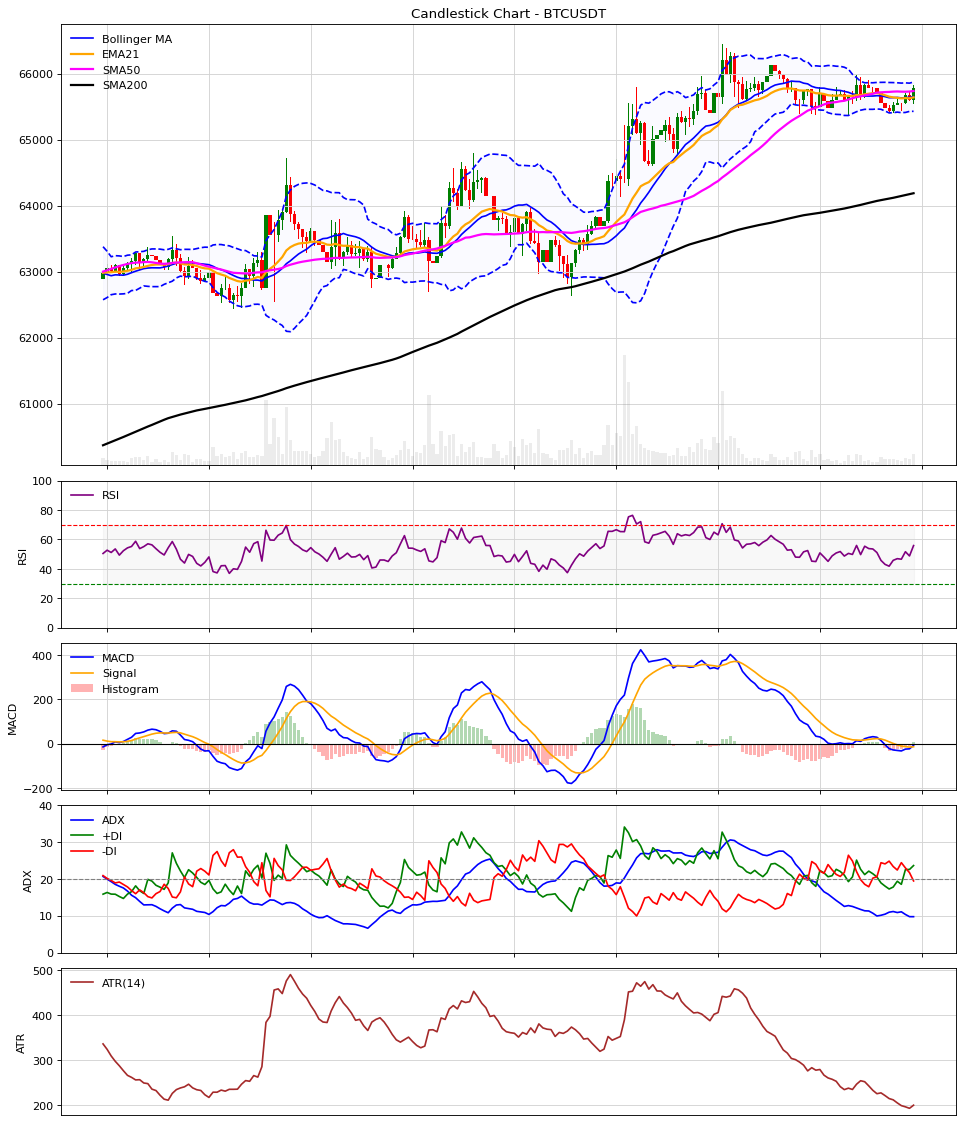 Candlestick Chart - BTCUSDT
Bollinger MA
EMA21
SMA50
SMA200
66000
65000
64000
63000
62000
61000
RSI
RSI
100
80
60
40
20
0
MACD
Signal
Histogram
MACD
400
200
0
−200
ADX
+DI
-DI
ADX
40
30
20
10
0
ATR(14)
ATR
500
400
300
200